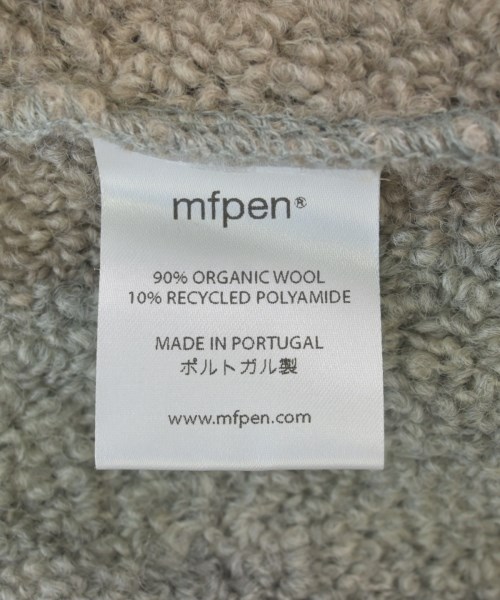 mfpen®
90% ORGANIC WOOL
10% RECYCLED POLYAMIDE
MADE IN PORTUGAL
ポルトガル製
www.mfpen.com